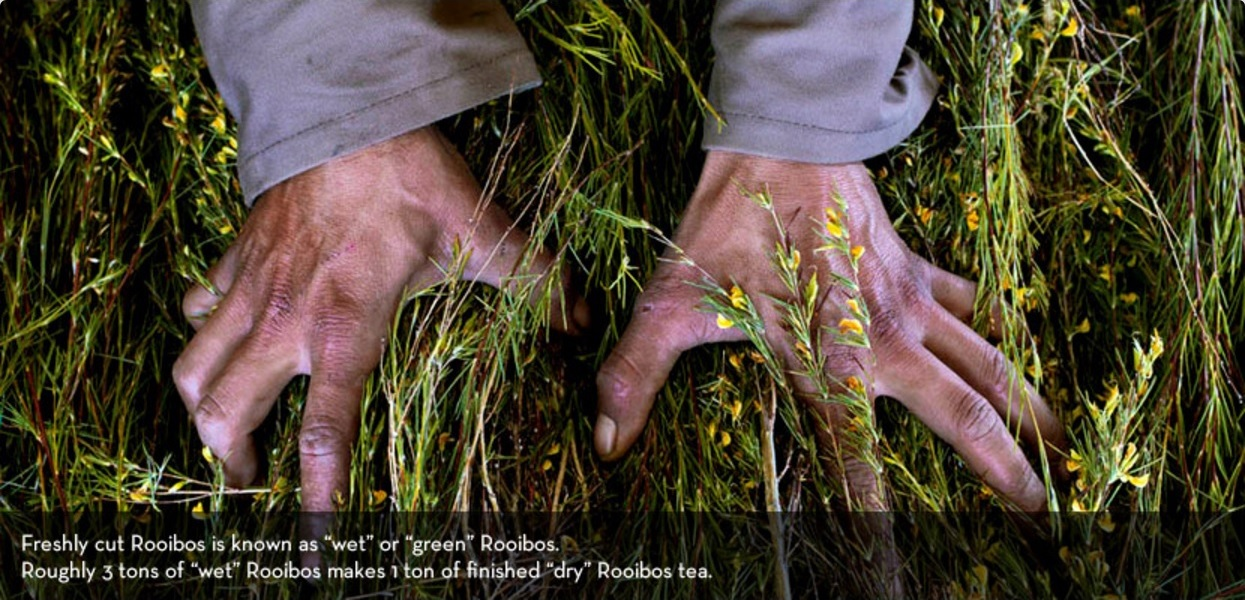 Freshly cut Rooibos is known as “wet” or “green” Rooibos.
Roughly 3 tons of “wet” Rooibos makes 1 ton of finished “dry” Rooibos tea.